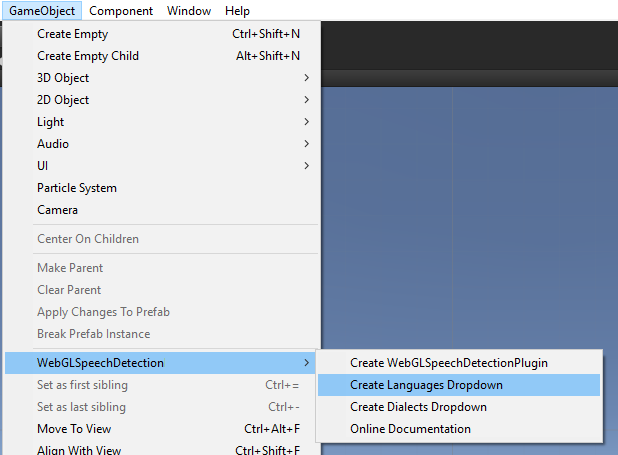 GameObject Component Window Help
Create Empty Ctrl+Shift+N
Create Empty Child Alt+Shift+N
3D Object
2D Object
Light
Audio
UI
Particle System
Camera
Center On Children
Make Parent
Clear Parent
Apply Changes To Prefab
Break Prefab Instance
WebGLSpeechDetection
Create WebGLSpeechDetectionPlugin
Set as first sibling Ctrl+=
Create Languages Dropdown
Set as last sibling Ctrl+-
Create Dialects Dropdown
Move To View Ctrl+Alt+F
Online Documentation
Align With View Ctrl+Shift+F